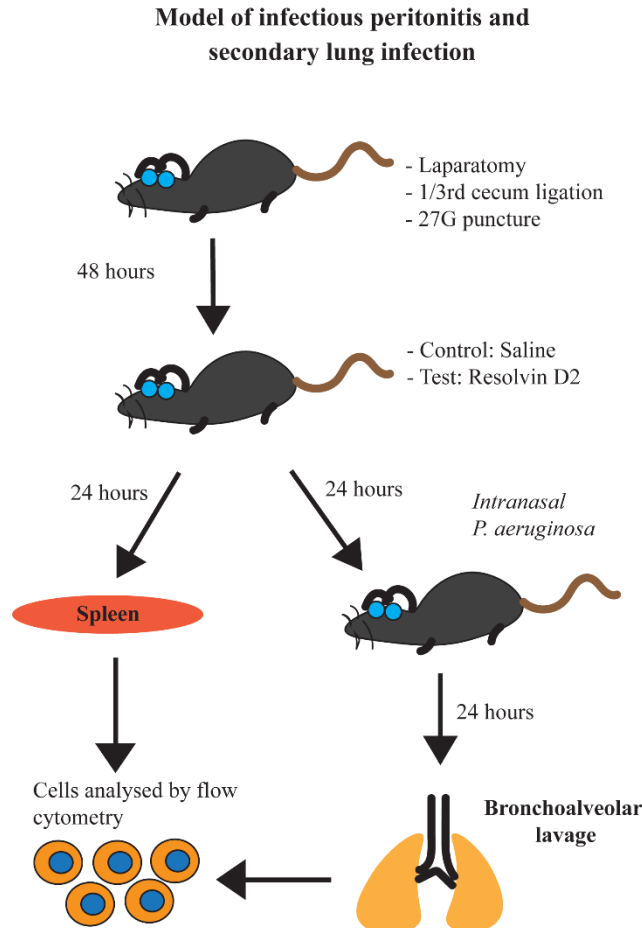 Model of infectious peritonitis and
secondary lung infection
- Laparatomy
- 1/3rd cecum ligation
- 27G puncture
48 hours
- Control: Saline
- Test: Resolvin D2
24 hours
24 hours
Intranasal
P. aeruginosa
Spleen
24 hours
Cells analysed by flow
cytometry
Bronchoalveolar
lavage